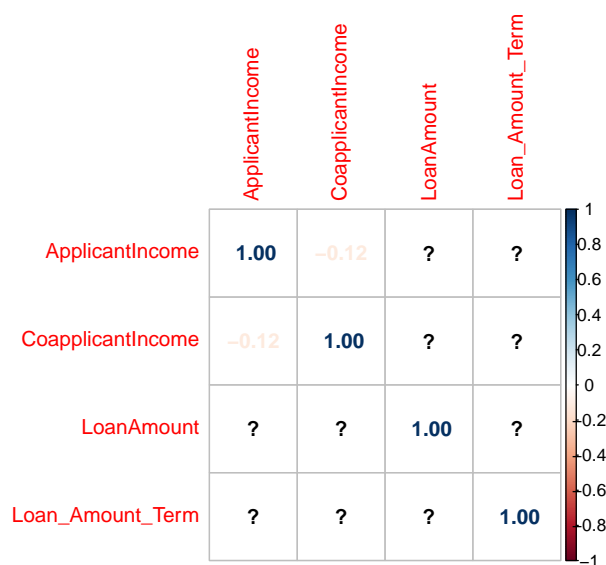 ApplicantIncome
CoapplicantIncome
LoanAmount
Loan_Amount_Term
ApplicantIncome 1.00 −0.12 ? ?
CoapplicantIncome −0.12 1.00 ? ?
LoanAmount ? ? 1.00 ?
Loan_Amount_Term ? ? ? 1.00
1
0.8
0.6
0.4
0.2
0
−0.2
−0.4
−0.6
−0.8
−1